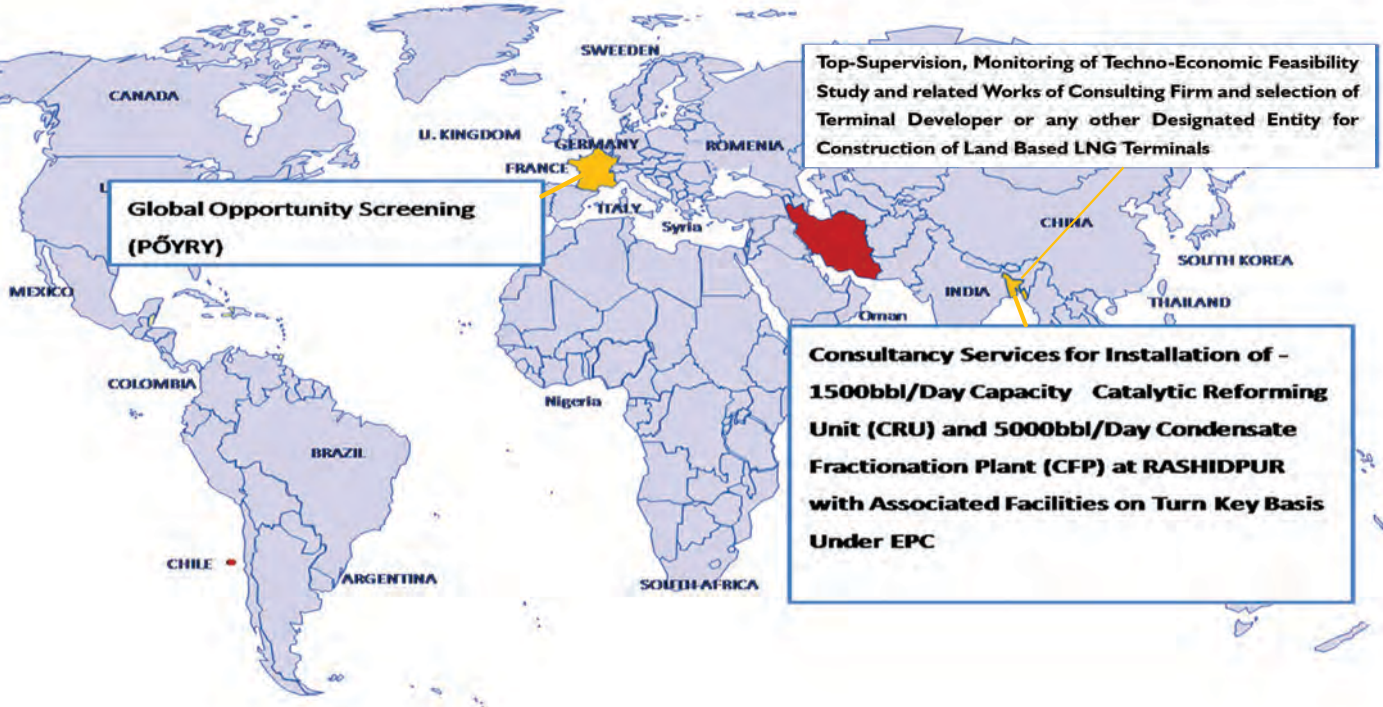 SWEEDEN
CANADA
U. KINGDOM
GERMANY
ROMENIA
FRANCE
ITALY
Syria
CHINA
SOUTH KOREA
MEXICO
INDIA
THAILAND
Oman
COLOMBIA
Nigeria
BRAZIL
CHILE
ARGENTINA
SOUTH AFRICA
Top-Supervision, Monitoring of Techno-Economic Feasibility
Study and related Works of Consulting Firm and selection of
Terminal Developer or any other Designated Entity for
Construction of Land Based LNG Terminals
Global Opportunity Screening
(PŐYRY)
Consultancy Services for Installation of –
1500bbl/Day Capacity Catalytic Reforming
Unit (CRU) and 5000bbl/Day Condensate
Fractionation Plant (CFP) at RASHIDPUR
with Associated Facilities on Turn Key Basis
Under EPC